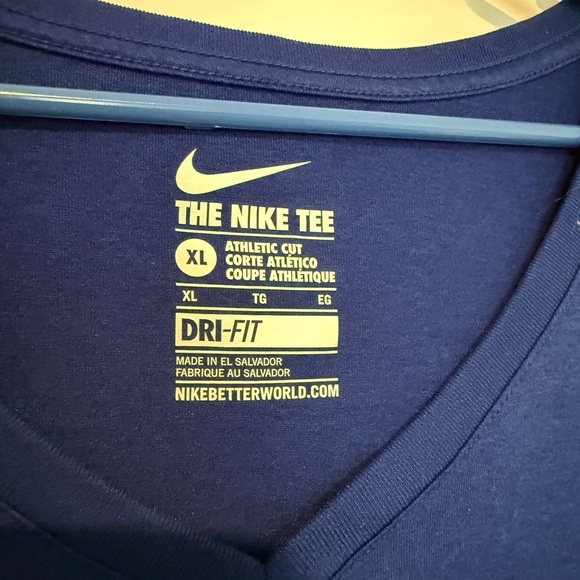 THE NIKE TEE
XL
ATHLETIC CUT
CORTE ATLÉTICO
COUPE ATHLÉTIQUE
XL TG EG
DRI-FIT
MADE IN EL SALVADOR
FABRIQUE AU SALVADOR
NIKEBETTERWORLD.COM